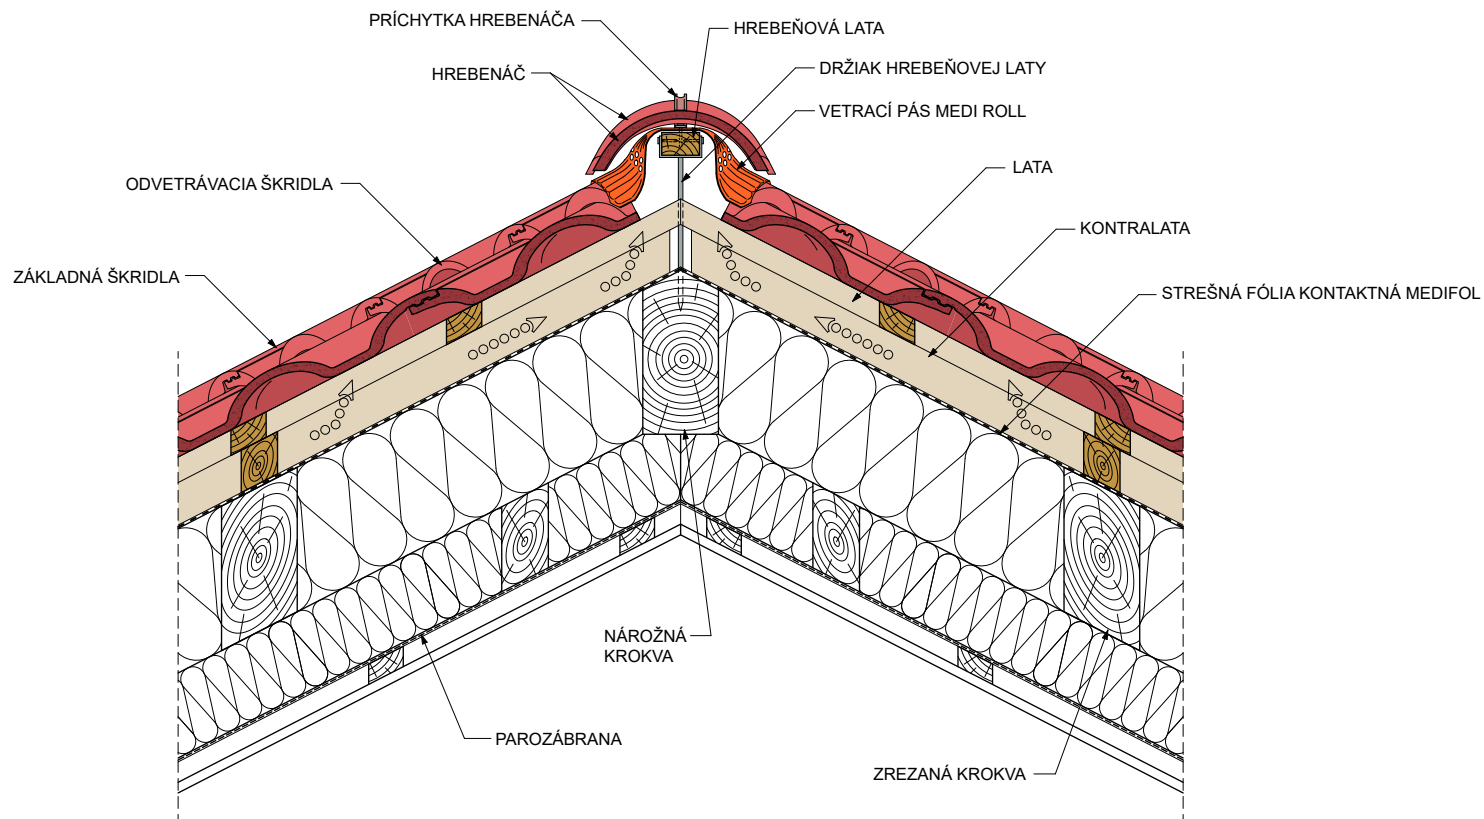 PRÍCHYTKA HREBENÁČA
HREBEŇOVÁ LATA
HREBENÁČ
DRŽIAK HREBEŇOVEJ LATY
VETRACÍ PÁS MEDI ROLL
LATA
ODVETRÁVACIA ŠKRIDLA
KONTRALATA
ZÁKLADNÁ ŠKRIDLA
STREŠNÁ FÓLIA KONTAKTNÁ MEDIFOL
NÁROŽNÁ
KROKVA
PAROZÁBRANA
ZREZANÁ KROKVA